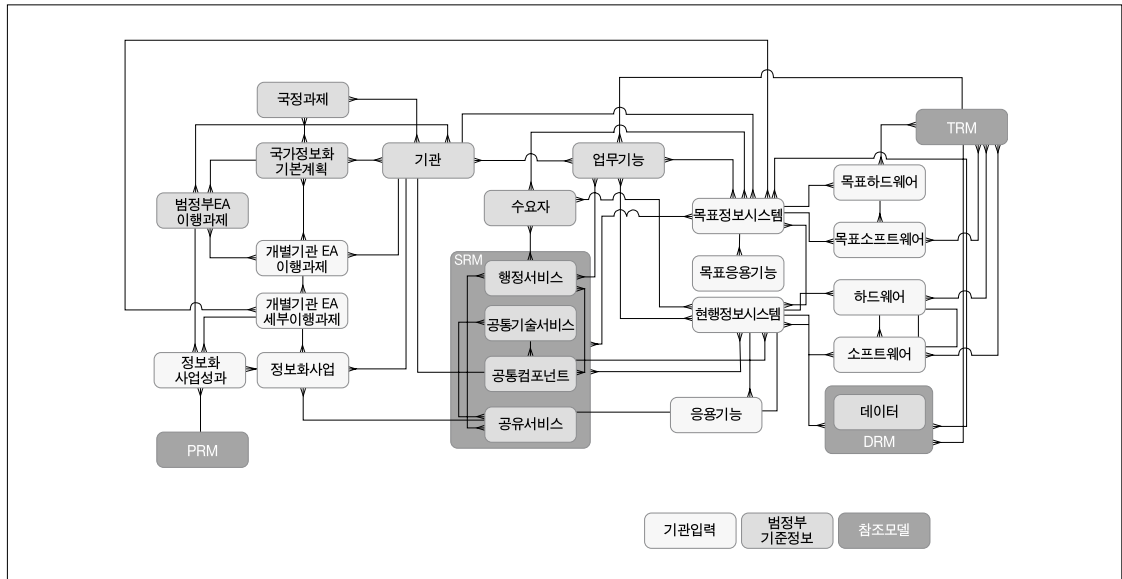 국정과제
TRM
국가정보화
기본계획
기관
업무기능
목표하드웨어
범정부EA
이행과제
수요자
목표정보시스템
목표소프트웨어
개별기관 EA
이행과제
SRM
행정서비스
목표응용기능
개별기관 EA
세부이행과제
공통기술서비스
현행정보시스템
하드웨어
정보화
사업성과
정보화사업
공통컴포넌트
소프트웨어
공유서비스
응용기능
데이터
DRM
PRM
기관입력
범정부
기준정보
참조모델